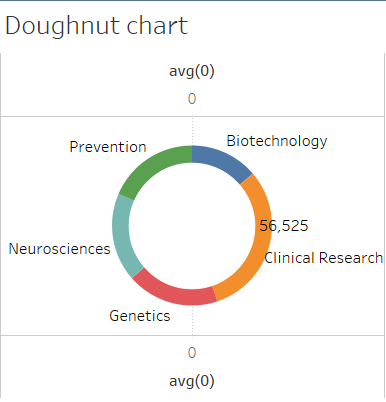 Doughnut chart
avg(0)
0
Prevention
Biotechnology
56,525
Neurosciences
Clinical Research
Genetics
0
avg(0)